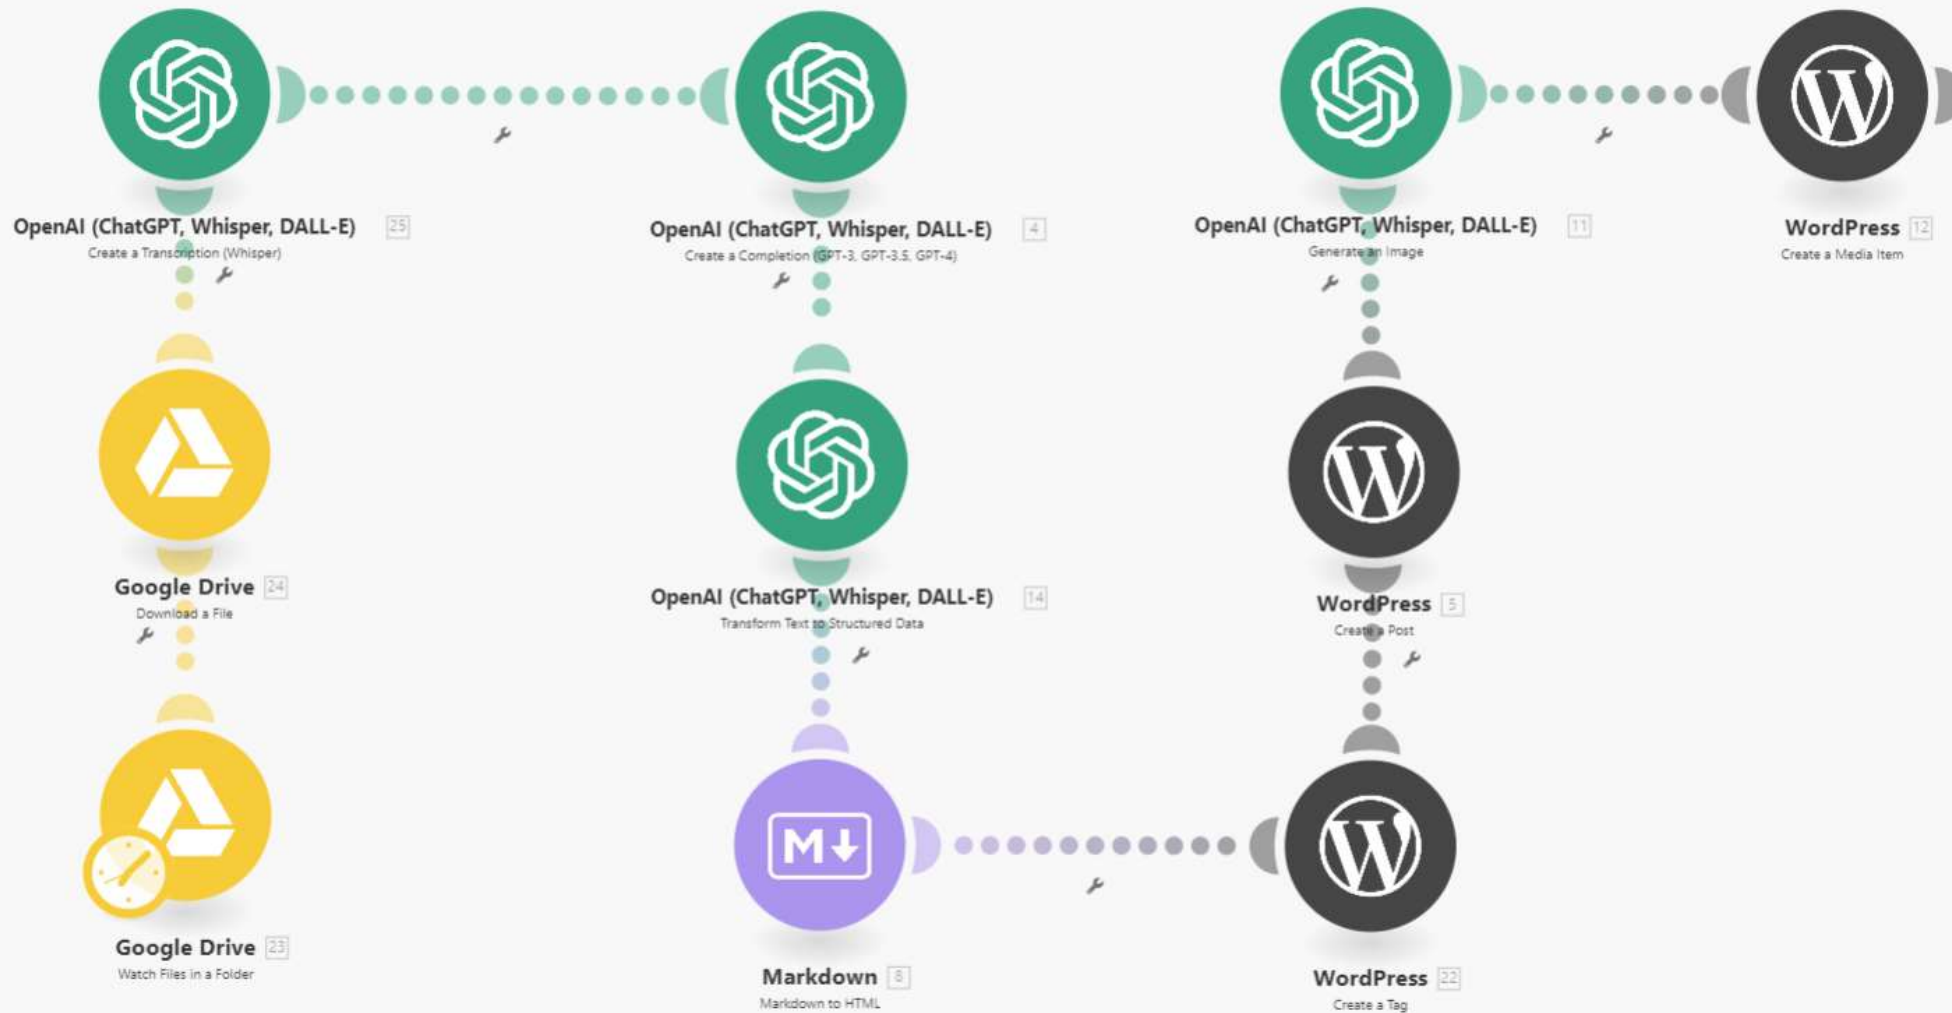 OpenAI (ChatGPT, Whisper, DALL-E) 25
Create a Transcription (Whisper)
OpenAI (ChatGPT, Whisper, DALL-E) 4
Create a Completion (GPT-3, GPT-3.5, GPT-4)
OpenAI (ChatGPT, Whisper, DALL-E) 11
Generate an Image
WordPress 12
Create a Media Item
Google Drive 24
Download a File
OpenAI (ChatGPT, Whisper, DALL-E) 14
Transform Text to Structured Data
WordPress 5
Create a Post
Google Drive 23
Watch Files in a Folder
M
Markdown 8
Markdown to HTML
WordPress 22
Create a Tag